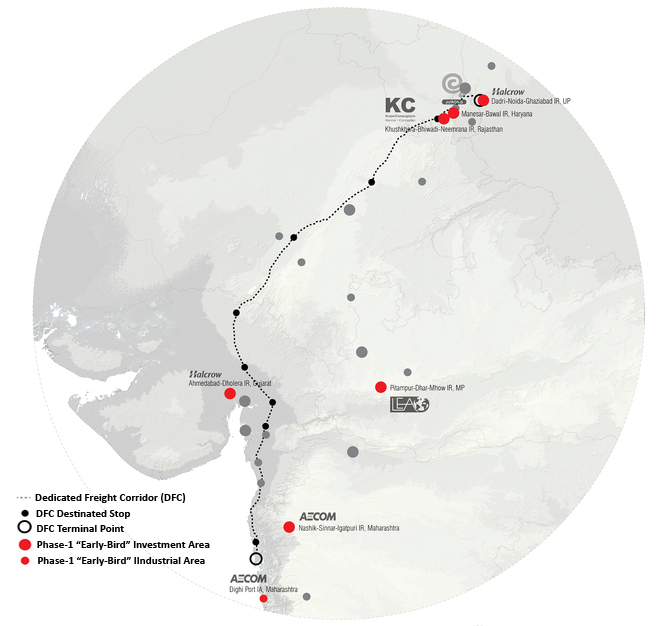 Halcrow
Dadri-Noida-Ghaziabad IR, UP
KC
Manesar-Bawal IR, Haryana
Khushkhera-Bhiwadi-Neemrana IR, Rajasthan
Halcrow
Ahmedabad-Dholera IR, Gujarat
Pitampur-Dhar-Mhow IR, MP
LEA
Dedicated Freight Corridor (DFC)
DFC Destinated Stop
DFC Terminal Point
Phase-1 “Early-Bird” Investment Area
Phase-1 “Early-Bird” IIndustrial Area
AECOM
Nashik-Sinnar-Igatpuri IR, Maharashtra
AECOM
Dighi Port IA, Maharashtra